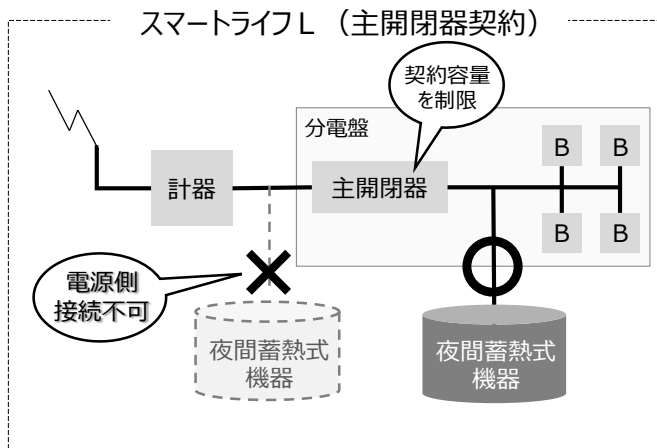 スマートライフL（主開閉器契約）
契約容量
を制限
分電盤
計器
主開閉器
B
B
B
B
電源側
接続不可
夜間蓄熱式
機器
夜間蓄熱式
機器